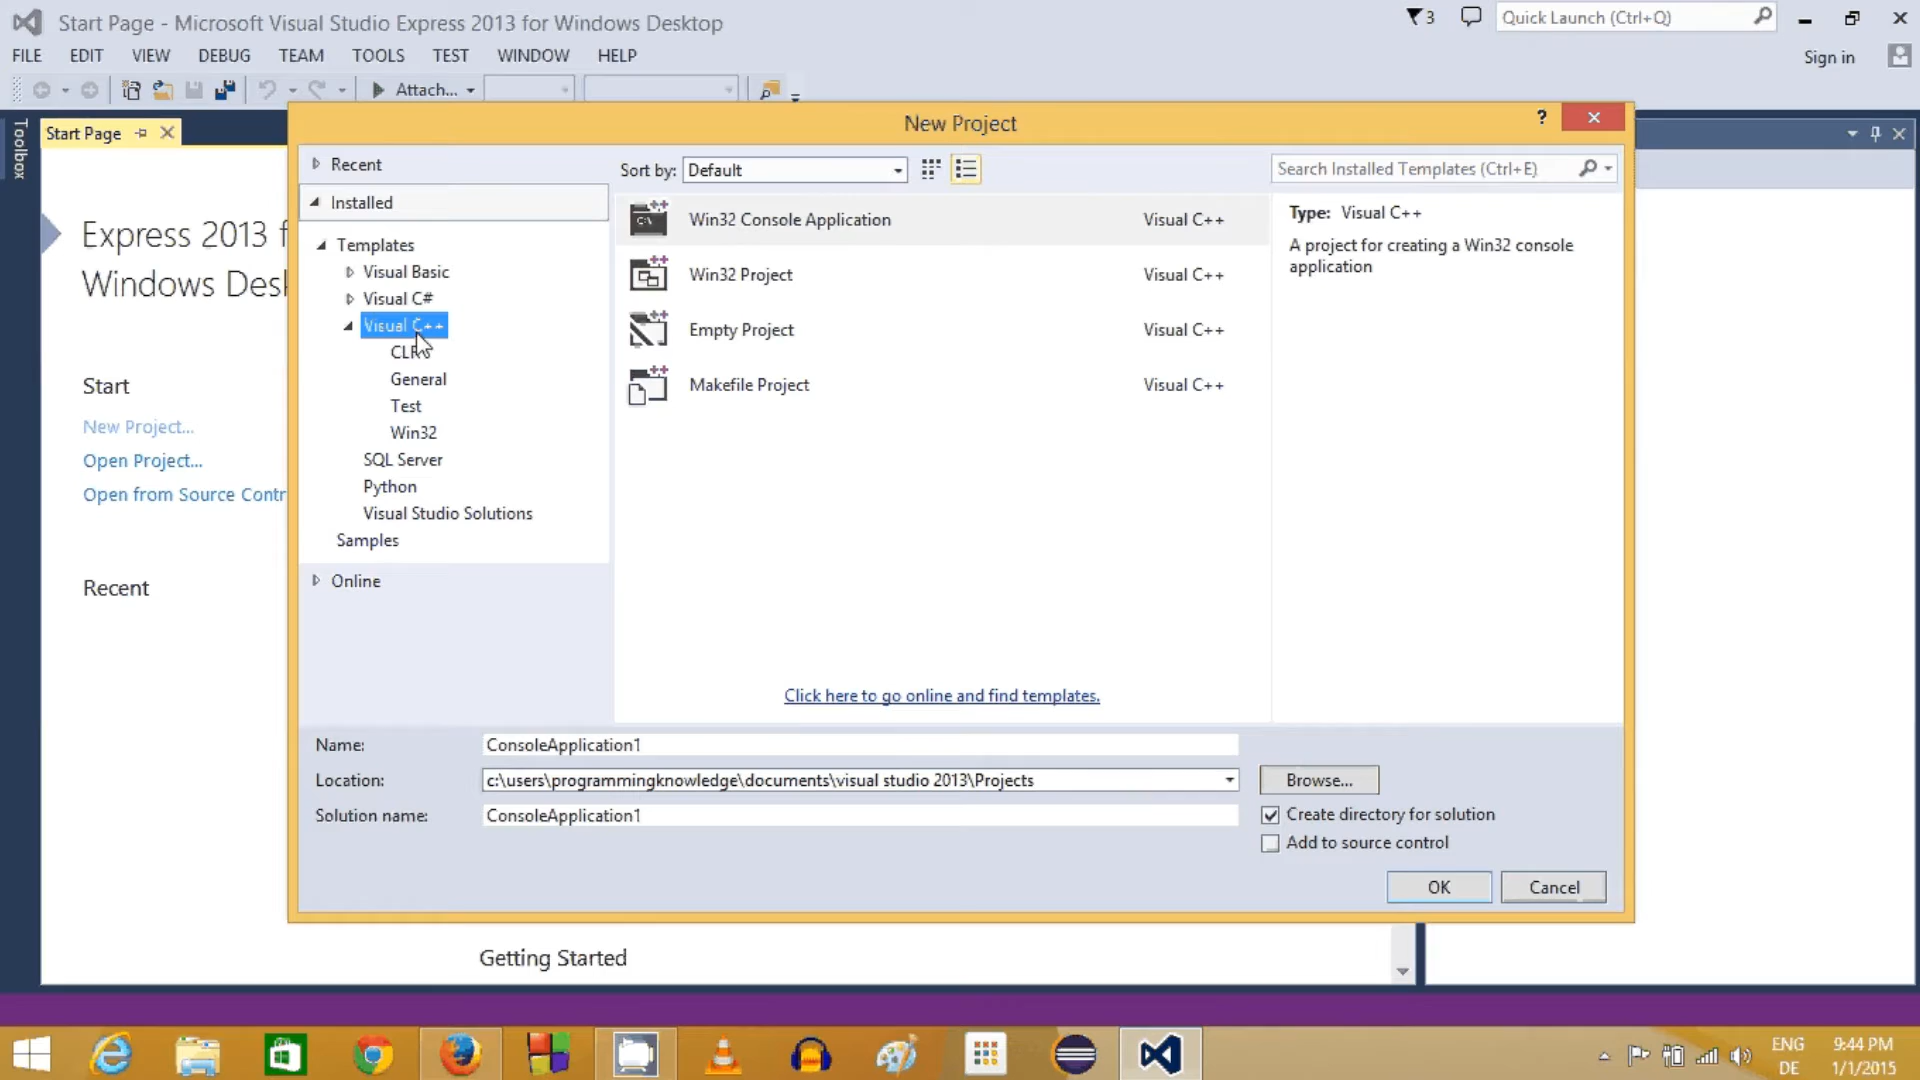 Start Page - Microsoft Visual Studio Express 2013 for Windows Desktop
3
Quick Launch (Ctrl+Q)
FILE EDIT VIEW DEBUG TEAM TOOLS TEST WINDOW HELP
Sign in
Attach...
Toolbox
Start Page
New Project
?
Express 2013 f
Windows Desk
Start
New Project...
Open Project...
Open from Source Contr
Recent
Recent
Installed
Templates
Visual Basic
Visual C#
Visual C++
CLR
General
Test
Win32
SQL Server
Python
Visual Studio Solutions
Samples
Online
Sort by: Default
Search Installed Templates (Ctrl+E)
C:\
Win32 Console Application Visual C++
Win32 Project Visual C++
Empty Project Visual C++
Makefile Project Visual C++
Type: Visual C++
A project for creating a Win32 console
application
Click here to go online and find templates.
Name: ConsoleApplication1
Location: c:\users\programmingknowledge\documents\visual studio 2013\Projects
Browse...
Solution name: ConsoleApplication1
Create directory for solution
Add to source control
OK Cancel
Getting Started
ENG
DE
9:44 PM
1/1/2015